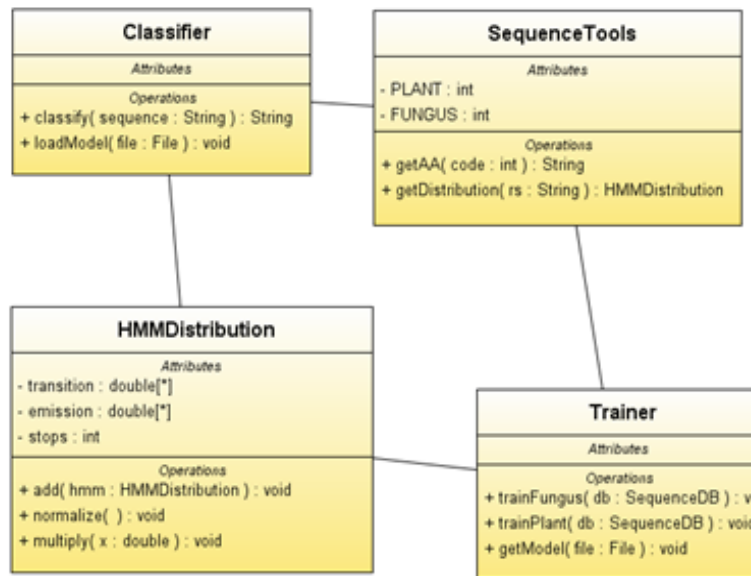 Classifier
Attributes
Operations
+ classify( sequence : String ) : String
+ loadModel( file : File ) : void
SequenceTools
Attributes
- PLANT : int
- FUNGUS : int
Operations
+ getAA( code : int ) : String
+ getDistribution( rs : String ) : HMMDistribution
HMMDistribution
Attributes
- transition : double[*]
- emission : double[*]
- stops : int
Operations
+ add( hmm : HMMDistribution ) : void
+ normalize( ) : void
+ multiply( x : double ) : void
Trainer
Attributes
Operations
+ trainFungus( db : SequenceDB ) : v
+ trainPlant( db : SequenceDB ) : void
+ getModel( file : File ) : void